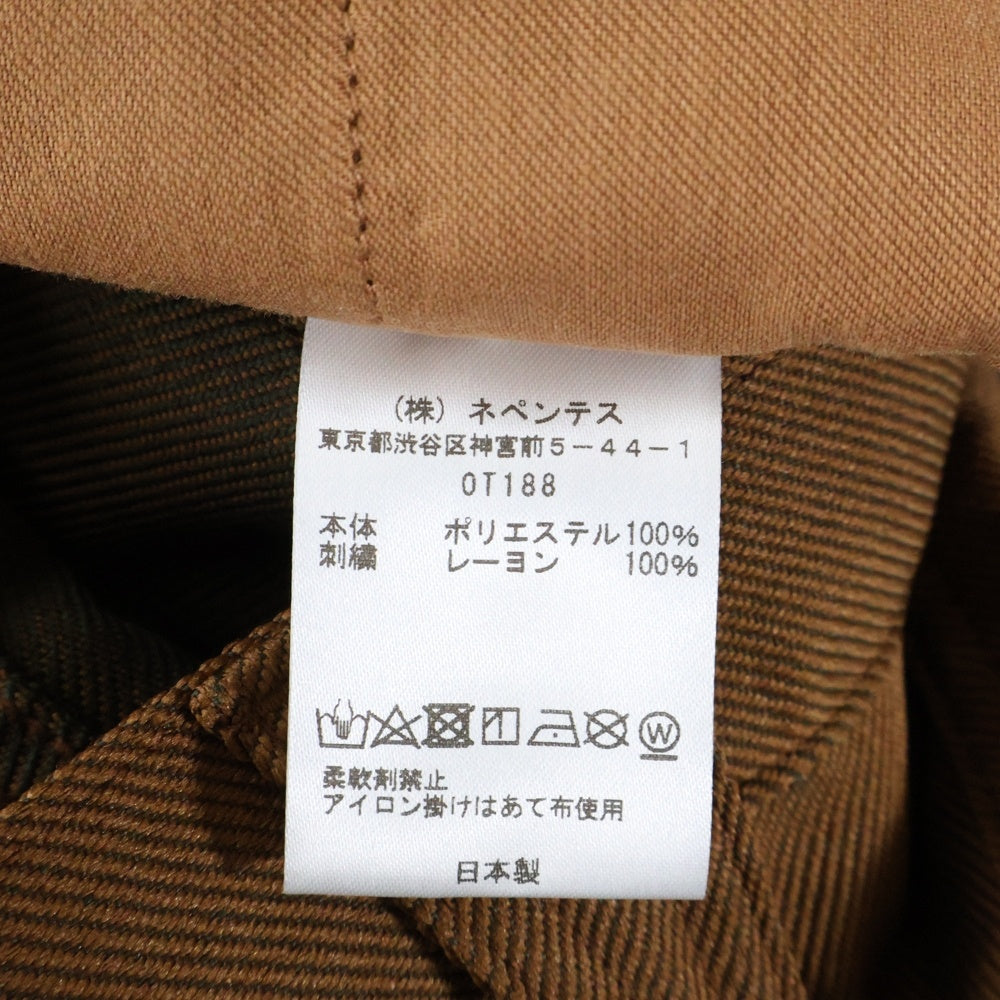 （株）ネペンテス
東京都渋谷区神宮前５－４４－１
OT188
本体 ポリエステル100%
刺繍 レーヨン 100%
W
柔軟剤禁止
アイロン掛けはあて布使用
日本製